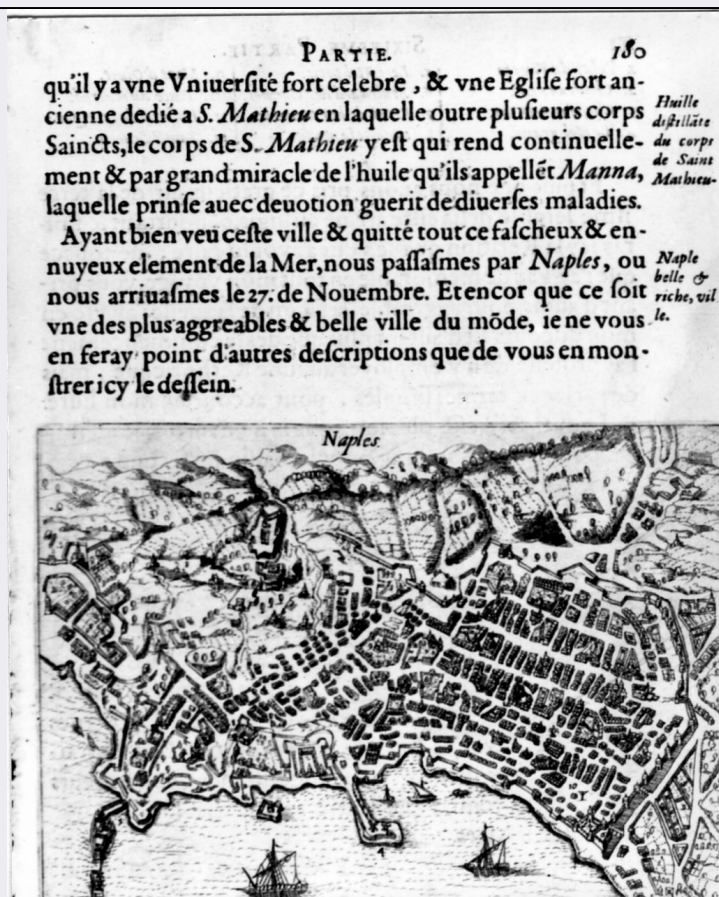 PARTIE. 180
qu'il y a vne Vniuerſité fort celebre , & vne Egliſe fort an-
cienne dedié a S. Mathieu en laquelle outre pluſieurs corps
Saincts, le corps de S. Mathieu y eſt qui rend continuelle-
ment & par grand miracle de l'huile qu'ils appellẽt Manna,
laquelle prinſe auec deuotion guerit de diuerſes maladies.
Huille
diſtillãte
du corps
de Saint
Mathieu-
Ayant bien veu ceſte ville & quitté tout ce faſcheux & en-
nuyeux element de la Mer, nous paſſaſmes par Naples, ou
nous arriuaſmes le 27. de Nouembre. Et encor que ce ſoit
vne des plus aggreables & belle ville du mõde, ie ne vous
en feray point d'autres deſcriptions que de vous en mon-
ſtrer icy le deſſein.
Naple
belle &
riche, vil
le.
Naples.